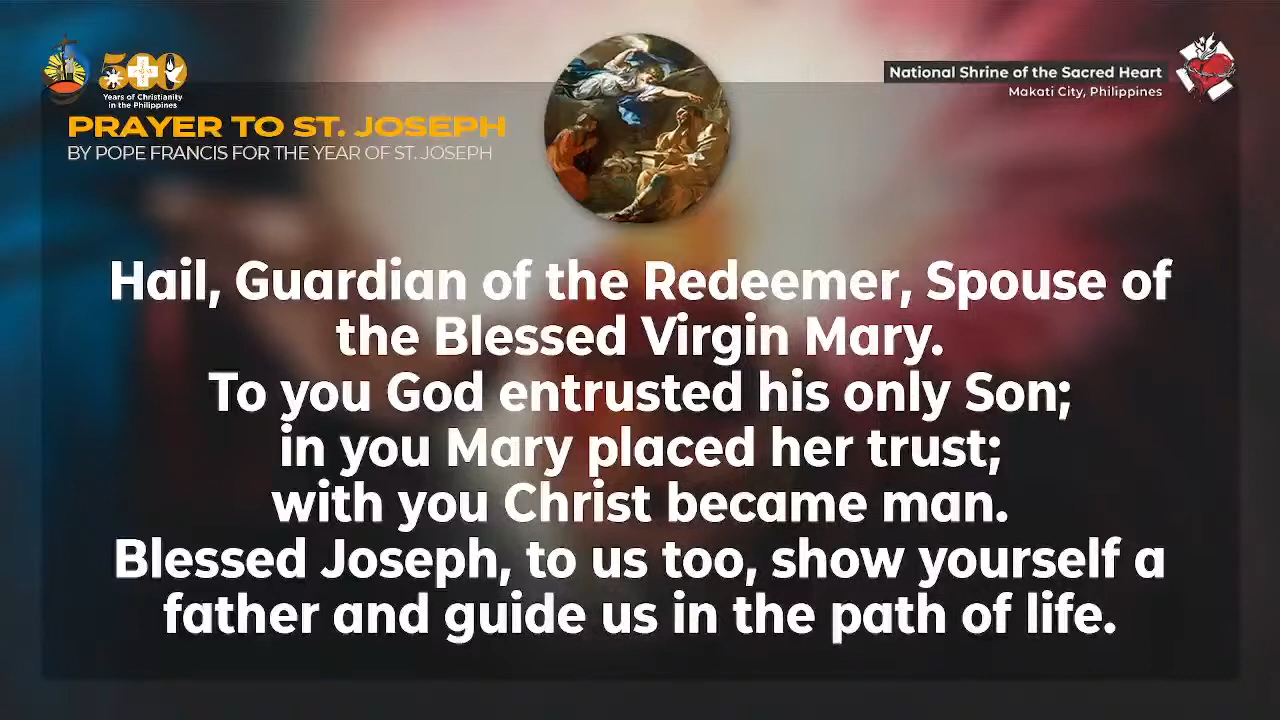 500
Years of Christianity
in the Philippines
National Shrine of the Sacred Heart
Makati City, Philippines
PRAYER TO ST. JOSEPH
BY POPE FRANCIS FOR THE YEAR OF ST. JOSEPH
Hail, Guardian of the Redeemer, Spouse of
the Blessed Virgin Mary.
To you God entrusted his only Son;
in you Mary placed her trust;
with you Christ became man.
Blessed Joseph, to us too, show yourself a
father and guide us in the path of life.